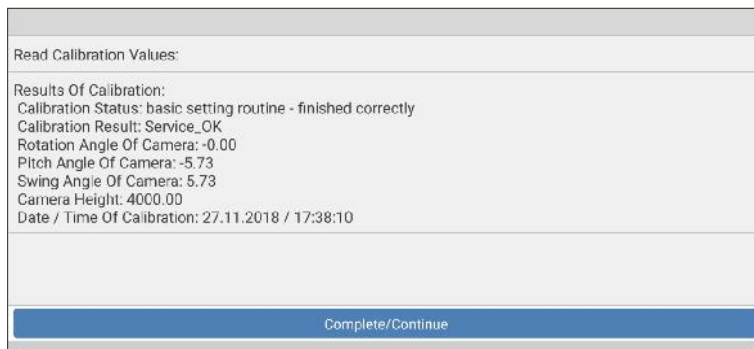 Read Calibration Values:
Results Of Calibration:
Calibration Status: basic setting routine - finished correctly
Calibration Result: Service_OK
Rotation Angle Of Camera: -0.00
Pitch Angle Of Camera: -5.73
Swing Angle Of Camera: 5.73
Camera Height: 4000.00
Date / Time Of Calibration: 27.11.2018 / 17:38:10
Complete/Continue